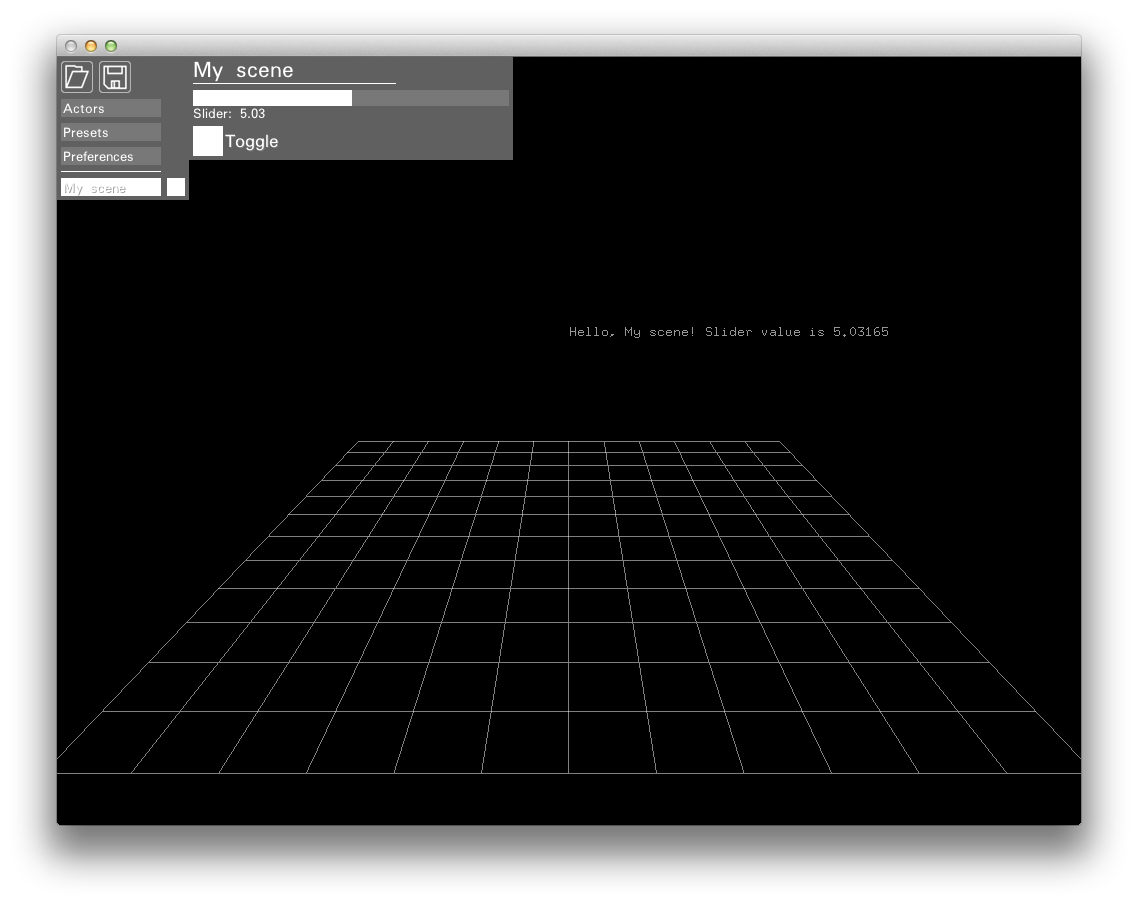 Actors
Presets
Preferences
My scene
My scene
Slider: 5.03
Toggle
Hello, My scene! Slider value is 5.03165